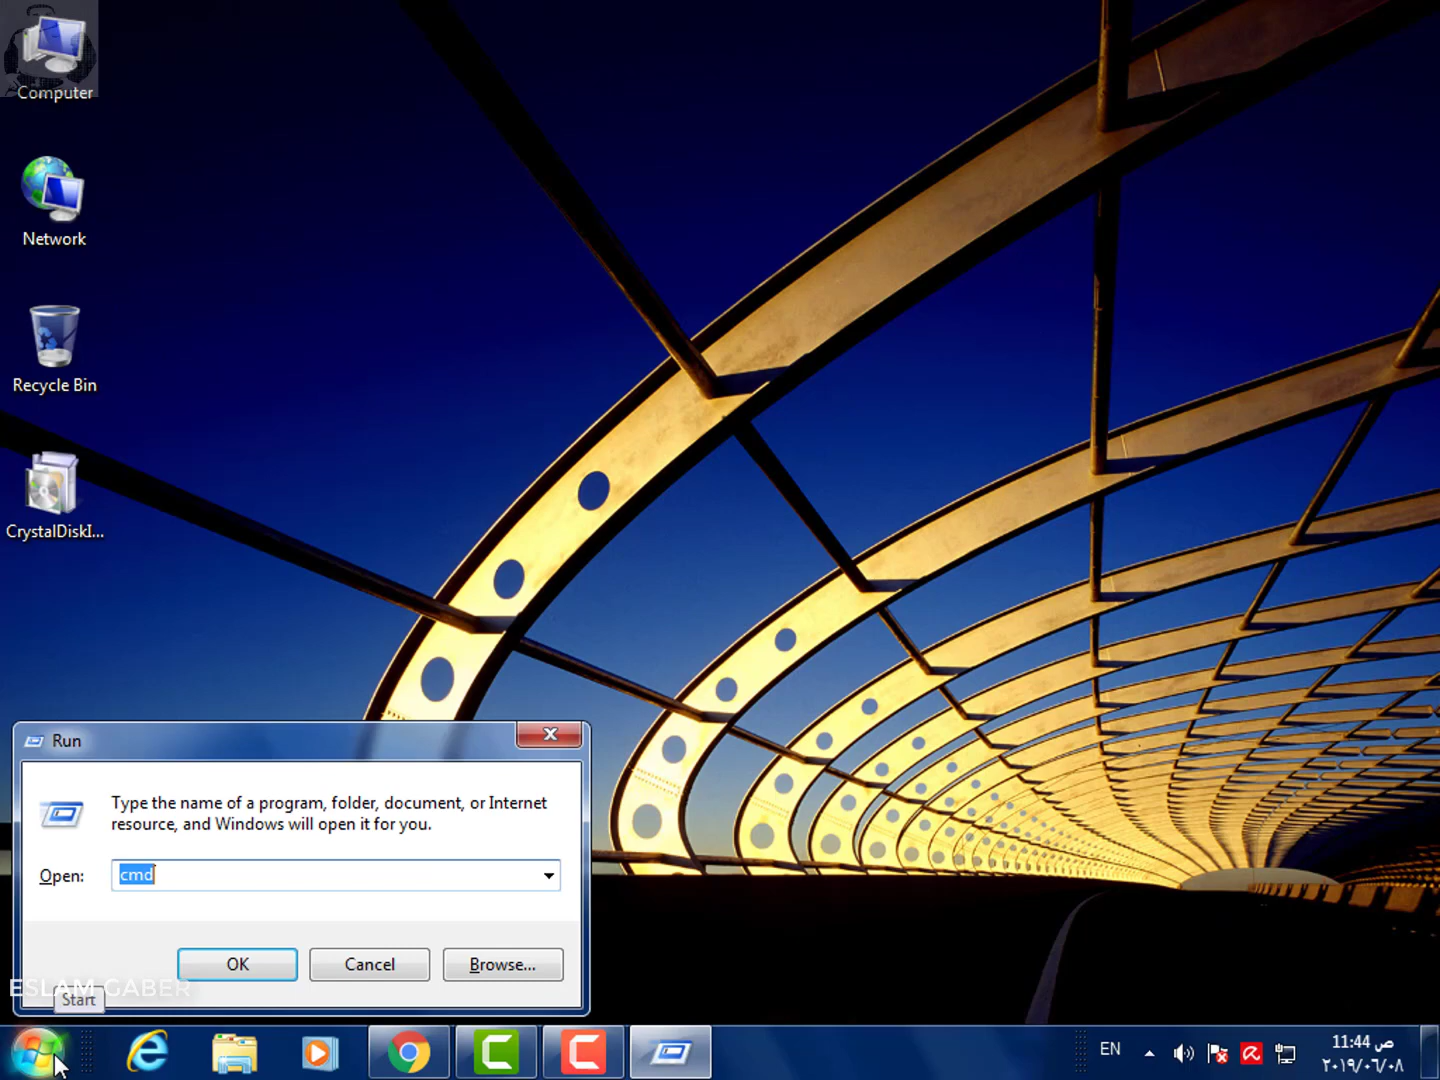 Computer
Network
Recycle Bin
CrystalDiskI...
Run
Type the name of a program, folder, document, or Internet
resource, and Windows will open it for you.
Open:
cmd
OK
Cancel
Browse...
ESLAM GABER
Start
EN
11:44 ص
٢٠١٩/٠٦/٠٨